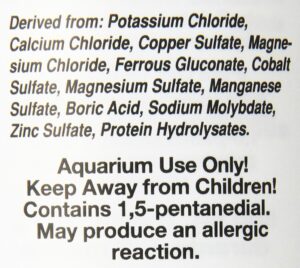 Derived from: Potassium Chloride,
Calcium Chloride, Copper Sulfate, Magne-
sium Chloride, Ferrous Gluconate, Cobalt
Sulfate, Magnesium Sulfate, Manganese
Sulfate, Boric Acid, Sodium Molybdate,
Zinc Sulfate, Protein Hydrolysates.
Aquarium Use Only!
Keep Away from Children!
Contains 1,5-pentanedial.
May produce an allergic
reaction.